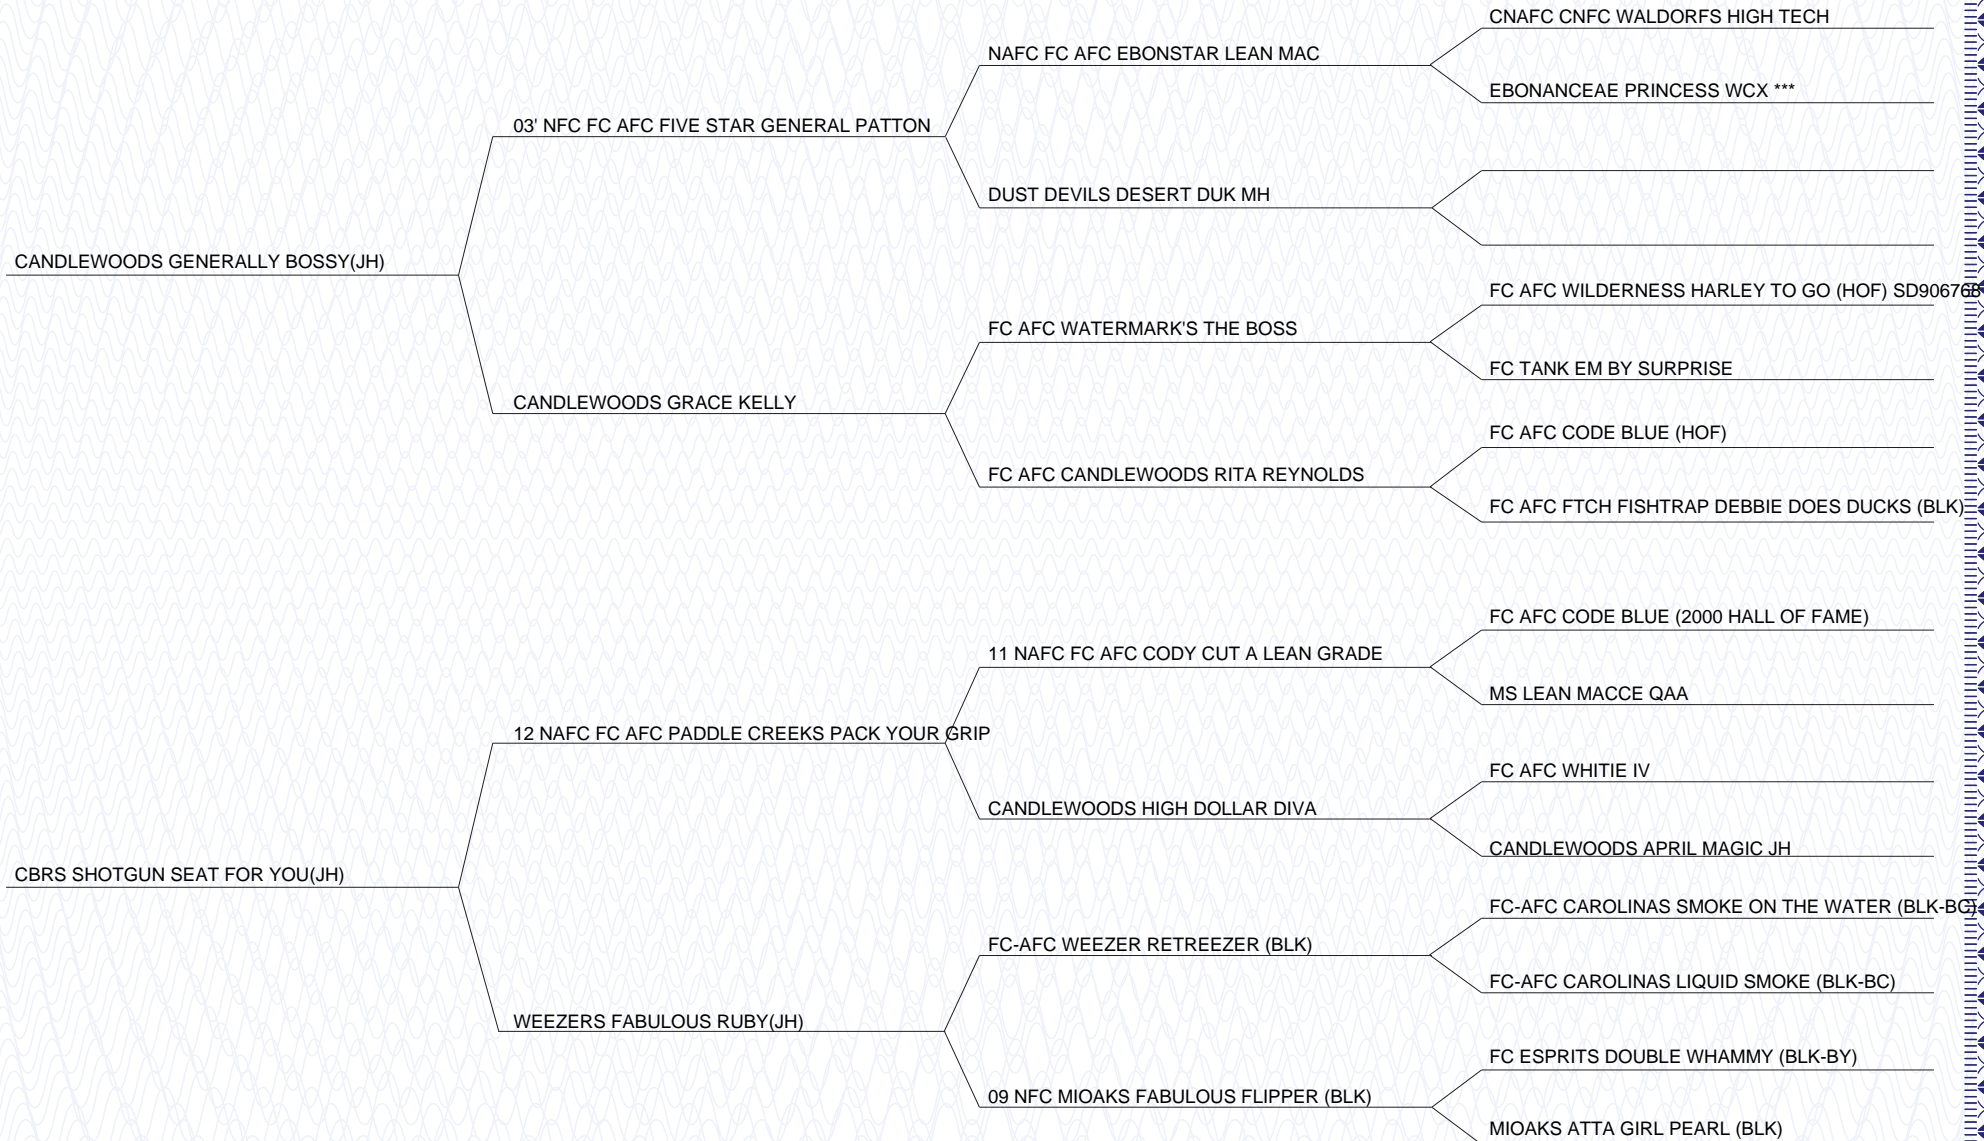 CNAFC CNFC WALDORFS HIGH TECH
NAFC FC AFC EBONSTAR LEAN MAC
EBONANCEAE PRINCESS WCX ***
03' NFC FC AFC FIVE STAR GENERAL PATTON
DUST DEVILS DESERT DUK MH
CANDLEWOODS GENERALLY BOSSY(JH)
FC AFC WILDERNESS HARLEY TO GO (HOF) SD906768
FC AFC WATERMARK'S THE BOSS
FC TANK EM BY SURPRISE
CANDLEWOODS GRACE KELLY
FC AFC CODE BLUE (HOF)
FC AFC CANDLEWOODS RITA REYNOLDS
FC AFC FTCH FISHTRAP DEBBIE DOES DUCKS (BLK)
FC AFC CODE BLUE (2000 HALL OF FAME)
11 NAFC FC AFC CODY CUT A LEAN GRADE
MS LEAN MACCE QAA
12 NAFC FC AFC PADDLE CREEKS PACK YOUR GRIP
FC AFC WHITIE IV
CANDLEWOODS HIGH DOLLAR DIVA
CANDLEWOODS APRIL MAGIC JH
CBRS SHOTGUN SEAT FOR YOU(JH)
FC-AFC CAROLINAS SMOKE ON THE WATER (BLK-BC)
FC-AFC WEEZER RETREEZER (BLK)
FC-AFC CAROLINAS LIQUID SMOKE (BLK-BC)
WEEZERS FABULOUS RUBY(JH)
FC ESPRITS DOUBLE WHAMMY (BLK-BY)
09 NFC MIOAKS FABULOUS FLIPPER (BLK)
MIOAKS ATTA GIRL PEARL (BLK)